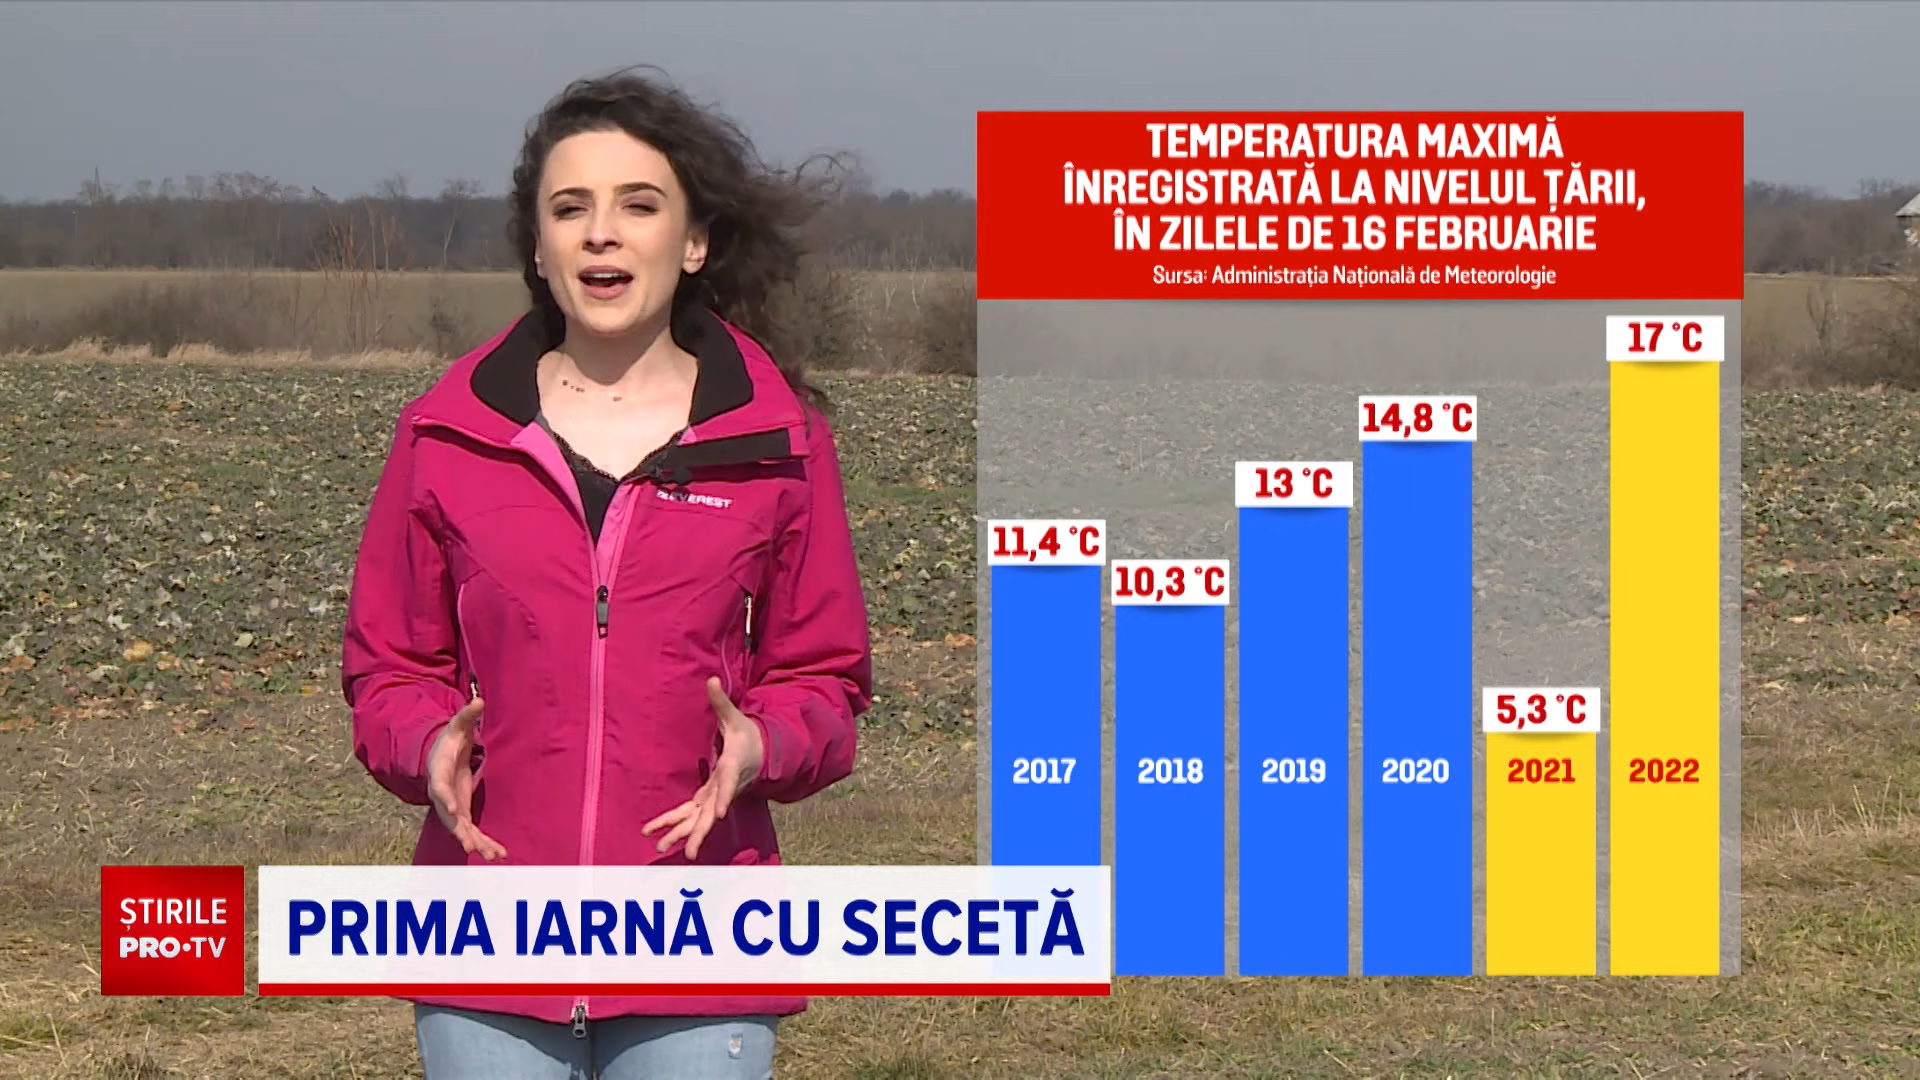 TEMPERATURA MAXIMĂ
ÎNREGISTRATĂ LA NIVELUL ȚĂRII,
ÎN ZILELE DE 16 FEBRUARIE
Sursa: Administrația Națională de Meteorologie
17 °C
14,8 °C
13 °C
11,4 °C
10,3 °C
5,3 °C
2017 2018 2019 2020 2021 2022
EVEREST
ȘTIRILE
PRO•TV
PRIMA IARNĂ CU SECETĂ